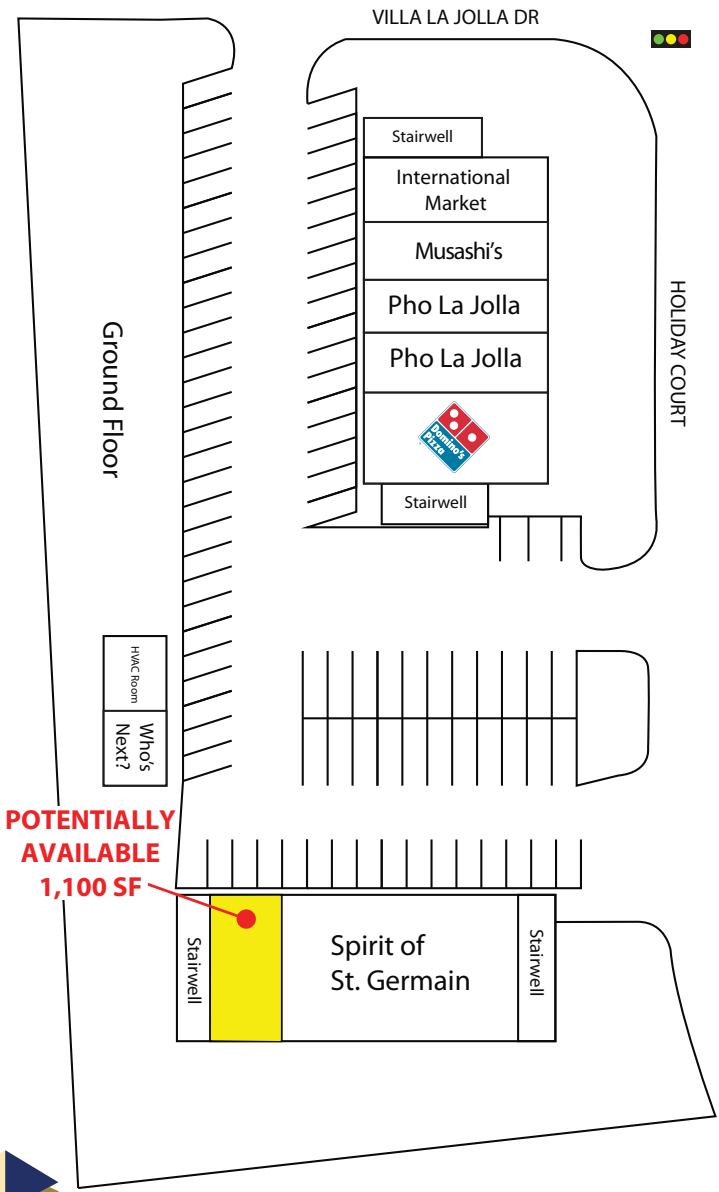 VILLA LA JOLLA DR
Stairwell
International
Market
Musashi's
Pho La Jolla
Pho La Jolla
Domino's
Pizza
Stairwell
HOLIDAY COURT
Ground Floor
HVAC Room
Who's
Next?
POTENTIALLY
AVAILABLE
1,100 SF
Stairwell
Spirit of
St. Germain
Stairwell